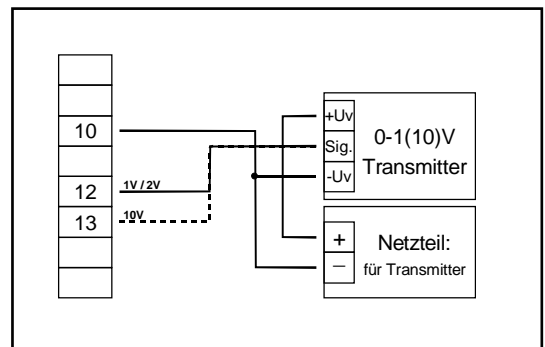 10
12
13
1V / 2V
10V
+Uv
Sig.
-Uv
0-1(10)V
Transmitter
+
−
Netzteil:
für Transmitter